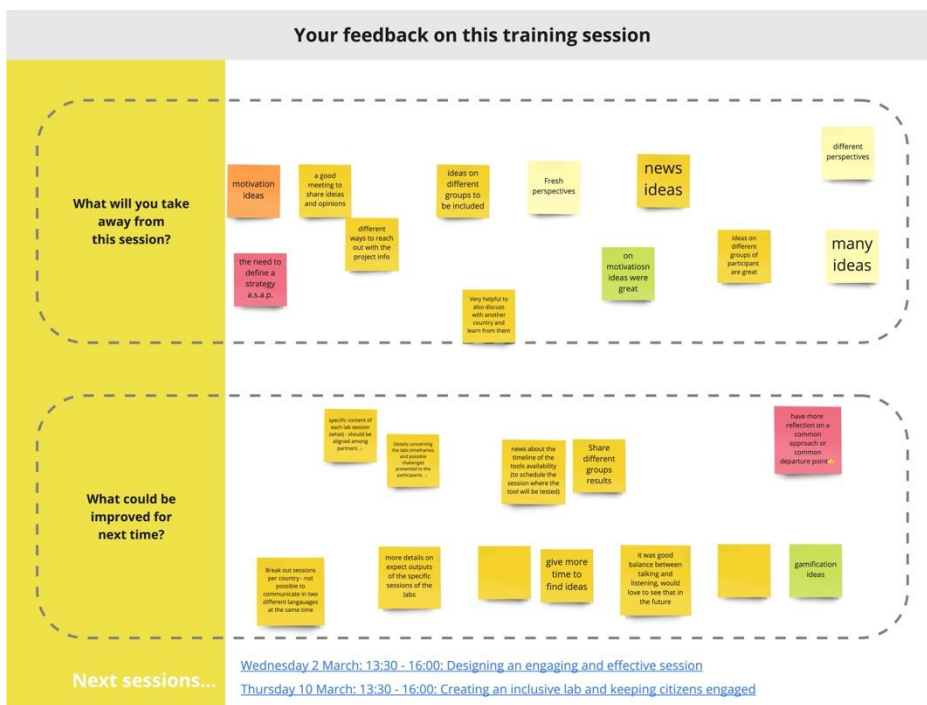 Your feedback on this training session
What will you take
away from
this session?
motivation
ideas
a good
meeting to
share ideias
and opinions
ideas on
different
groups to
be included
Fresh
perspectives
news
ideas
different
perspectives
different
ways to reach
out with the
project info
the need to
define a
strategy
a.s.a.p.
on
motivatiosn
ideas were
great
ideas on
different
groups of
participant
are great
many
ideas
Very helpful to
also discuss
with another
country and
learn from them
What could be
improved for
next time?
specific content of
each lab session
(what) - should be
aligned among
partners ...
Details concerning
the labs timeframes
and possible
challenges
presented to the
participants, ...
news about the
timeline of the
tools availability
(to schedule the
session where the
tool will be tested)
Share
different
groups
results
have more
reflection on a
common
approach or
common
departure point
Break out sessions
per country - not
possible to
communicate in two
different langauages
at the same time
more details on
expect outputs
of the specific
sessions of the
labs
give more
time to
find ideas
it was good
balance between
talking and
listening, would
love to see that in
the future
gamification
ideas
Next sessions...
Wednesday 2 March: 13:30 - 16:00: Designing an engaging and effective session
Thursday 10 March: 13:30 - 16:00: Creating an inclusive lab and keeping citizens engaged